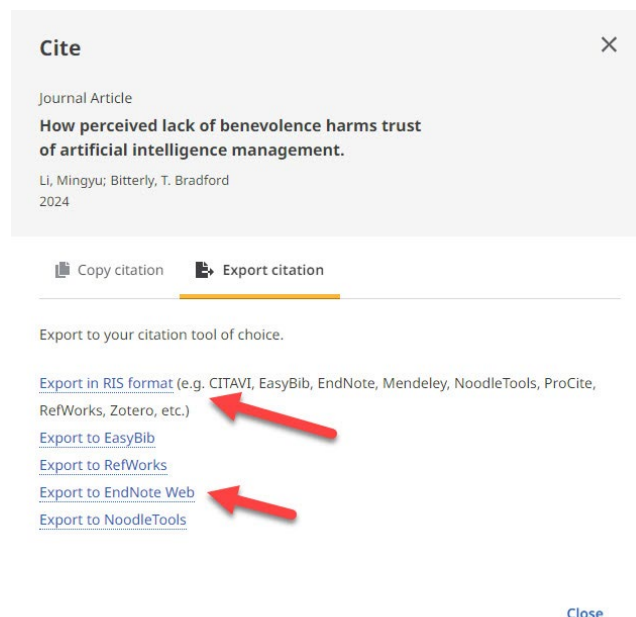 Cite
Journal Article
How perceived lack of benevolence harms trust
of artificial intelligence management.
Li, Mingyu; Bitterly, T. Bradford
2024
Copy citation Export citation
Export to your citation tool of choice.
Export in RIS format (e.g. CITAVI, EasyBib, EndNote, Mendeley, NoodleTools, ProCite,
RefWorks, Zotero, etc.)
Export to EasyBib
Export to RefWorks
Export to EndNote Web
Export to NoodleTools
Close